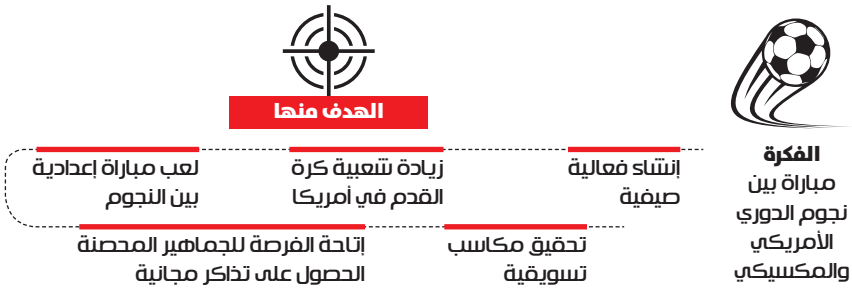 الفكرة
مباراة بين
نجوم الدوري
الأمريكي
والمكسيكي
الهدف منها
إنشاء فعالية
صيفية
زيادة شعبية كرة
القدم في أمريكا
لعب مباراة إعدادية
بين النجوم
تحقيق مكاسب
تسويقية
إتاحة الفرصة للجماهير المحصنة
الحصول على تذاكر مجانية